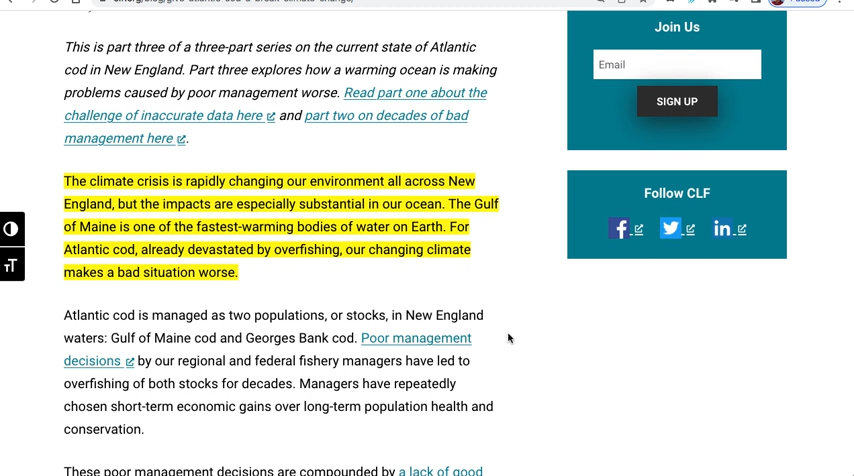 This is part three of a three-part series on the current state of Atlantic
cod in New England. Part three explores how a warming ocean is making
problems caused by poor management worse. Read part one about the
challenge of inaccurate data here and part two on decades of bad
management here.
The climate crisis is rapidly changing our environment all across New
England, but the impacts are especially substantial in our ocean. The Gulf
of Maine is one of the fastest-warming bodies of water on Earth. For
Atlantic cod, already devastated by overfishing, our changing climate
makes a bad situation worse.
Atlantic cod is managed as two populations, or stocks, in New England
waters: Gulf of Maine cod and Georges Bank cod. Poor management
decisions by our regional and federal fishery managers have led to
overfishing of both stocks for decades. Managers have repeatedly
chosen short-term economic gains over long-term population health and
conservation.
These poor management decisions are compounded by a lack of good
Join Us
Email
SIGN UP
Follow CLF
f
in
TT